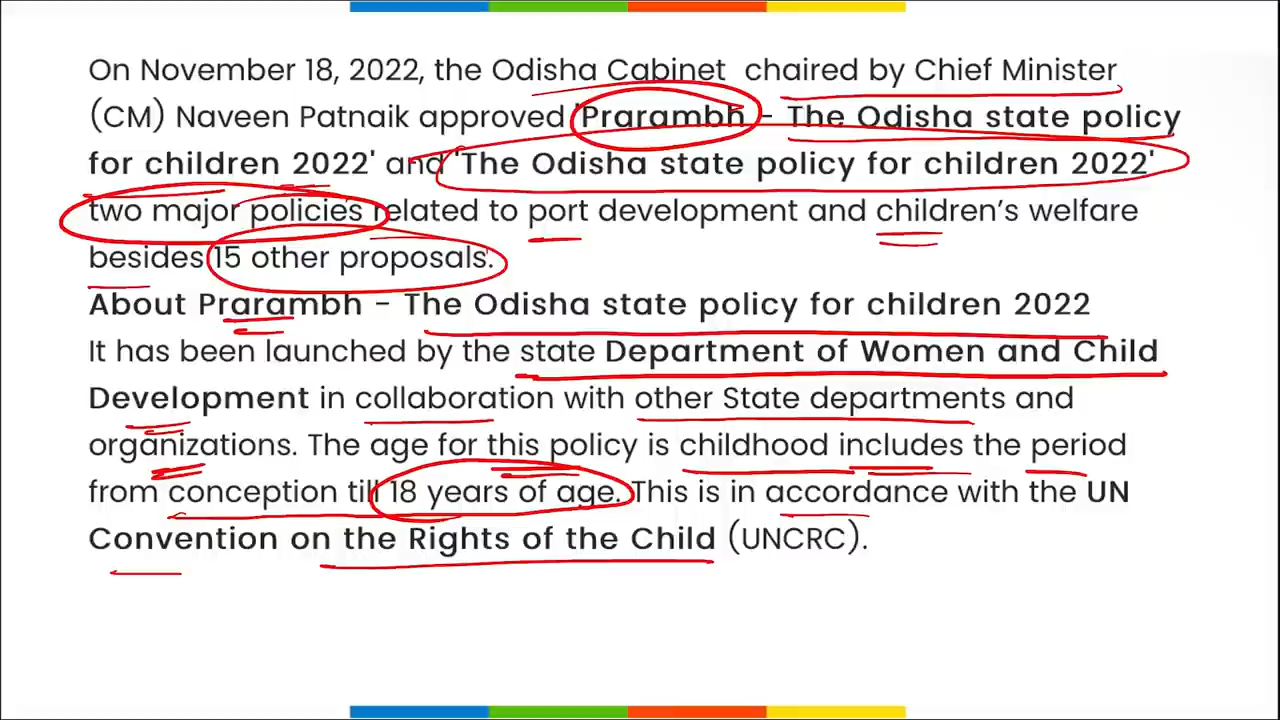 On November 18, 2022, the Odisha Cabinet chaired by Chief Minister
(CM) Naveen Patnaik approved 'Prarambh – The Odisha state policy
for children 2022' and 'The Odisha state policy for children 2022'
two major policies related to port development and children's welfare
besides 15 other proposals.
About Prarambh – The Odisha state policy for children 2022
It has been launched by the state Department of Women and Child
Development in collaboration with other State departments and
organizations. The age for this policy is childhood includes the period
from conception till 18 years of age. This is in accordance with the UN
Convention on the Rights of the Child (UNCRC).